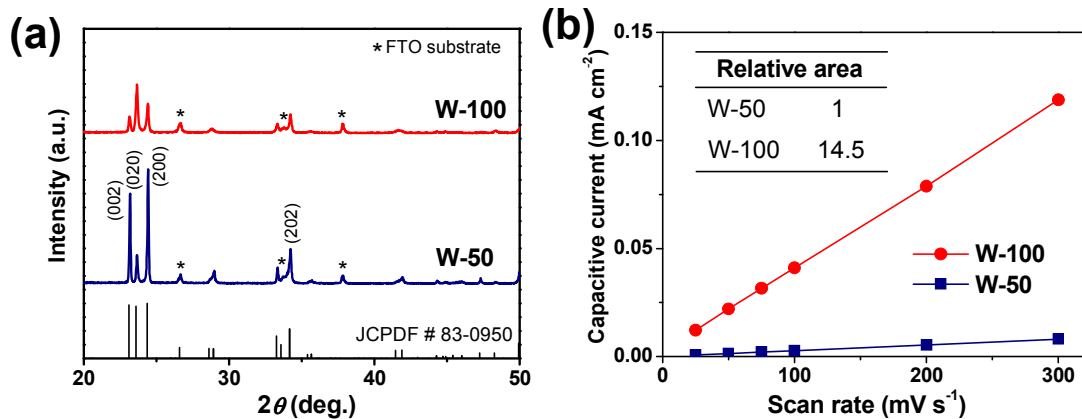 (a)
* FTO substrate
W-100
*
*
*
(002)
(020)
(200)
(202)
W-50
*
*
*
JCPDF # 83-0950
Intensity (a.u.)
20 30 40 50
2θ (deg.)
(b)
Relative area
W-50 1
W-100 14.5
W-100
W-50
Capacitive current (mA cm⁻²)
0.15
0.10
0.05
0.00
0 100 200 300
Scan rate (mV s⁻¹)